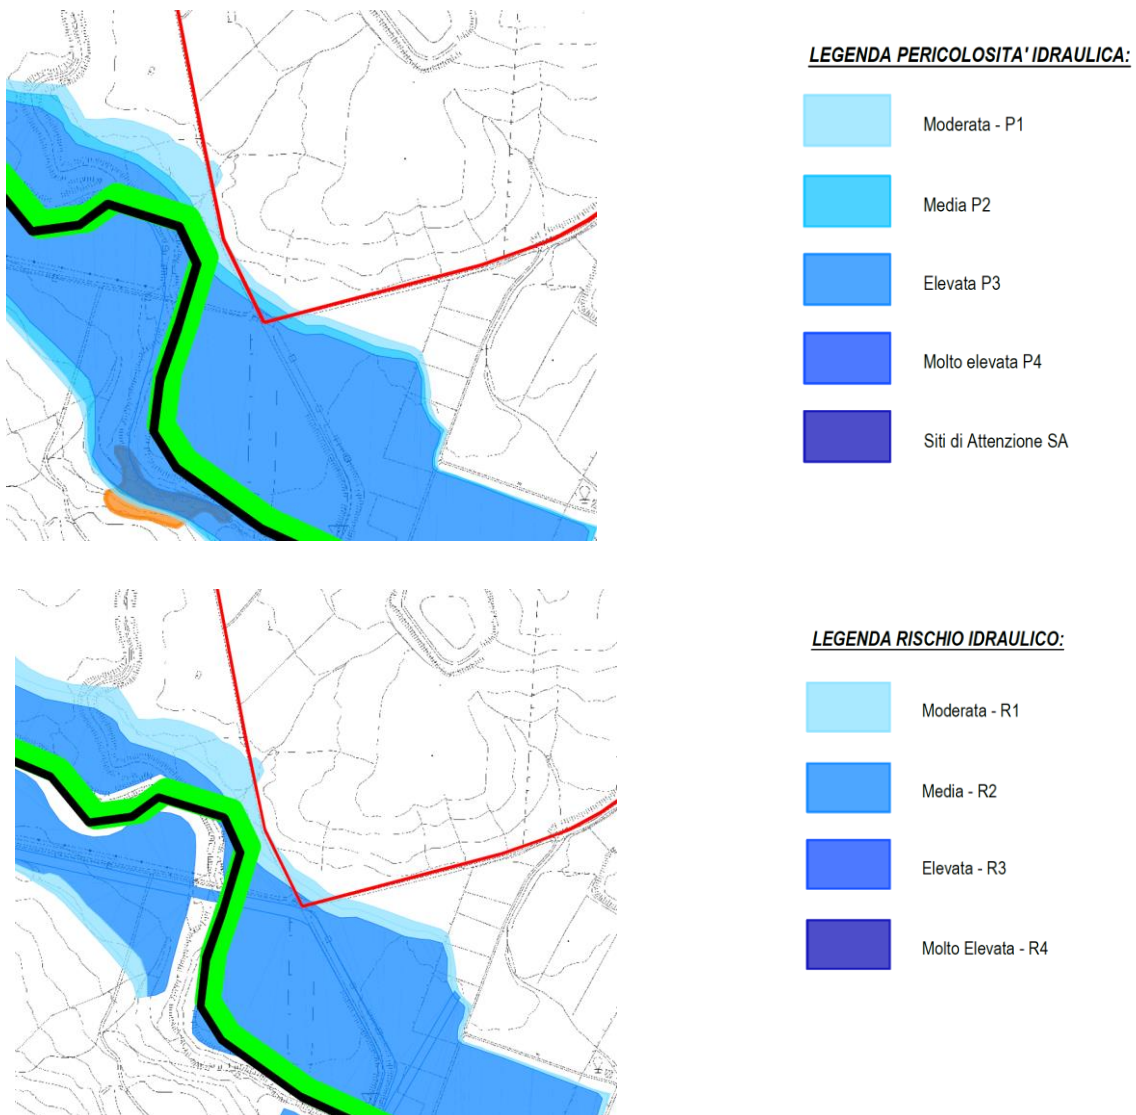 LEGENDA PERICOLOSITA' IDRAULICA:
Moderata - P1
Media P2
Elevata P3
Molto elevata P4
Siti di Attenzione SA
LEGENDA RISCHIO IDRAULICO:
Moderata - R1
Media - R2
Elevata - R3
Molto Elevata - R4